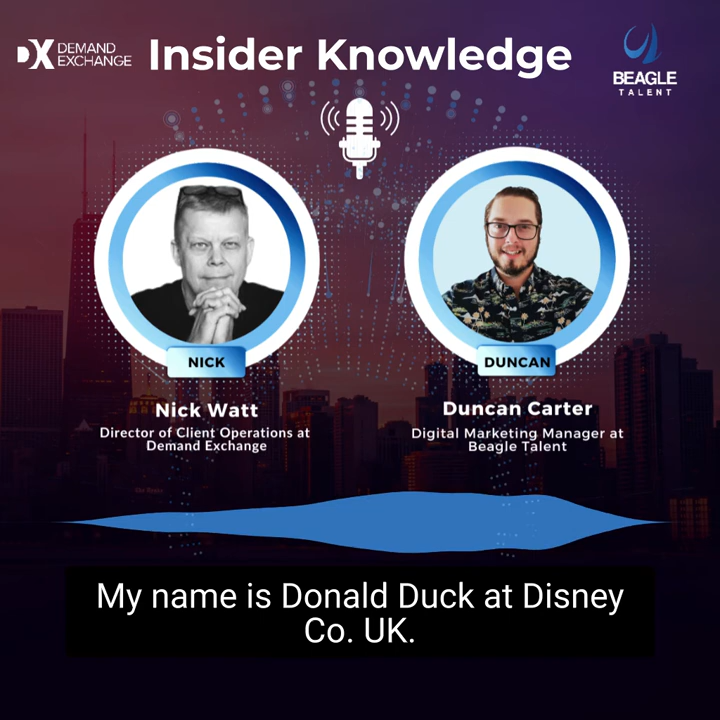 DX DEMAND
EXCHANGE
Insider Knowledge
BEAGLE
TALENT
NICK
DUNCAN
Nick Watt
Director of Client Operations at
Demand Exchange
Duncan Carter
Digital Marketing Manager at
Beagle Talent
My name is Donald Duck at Disney
Co. UK.